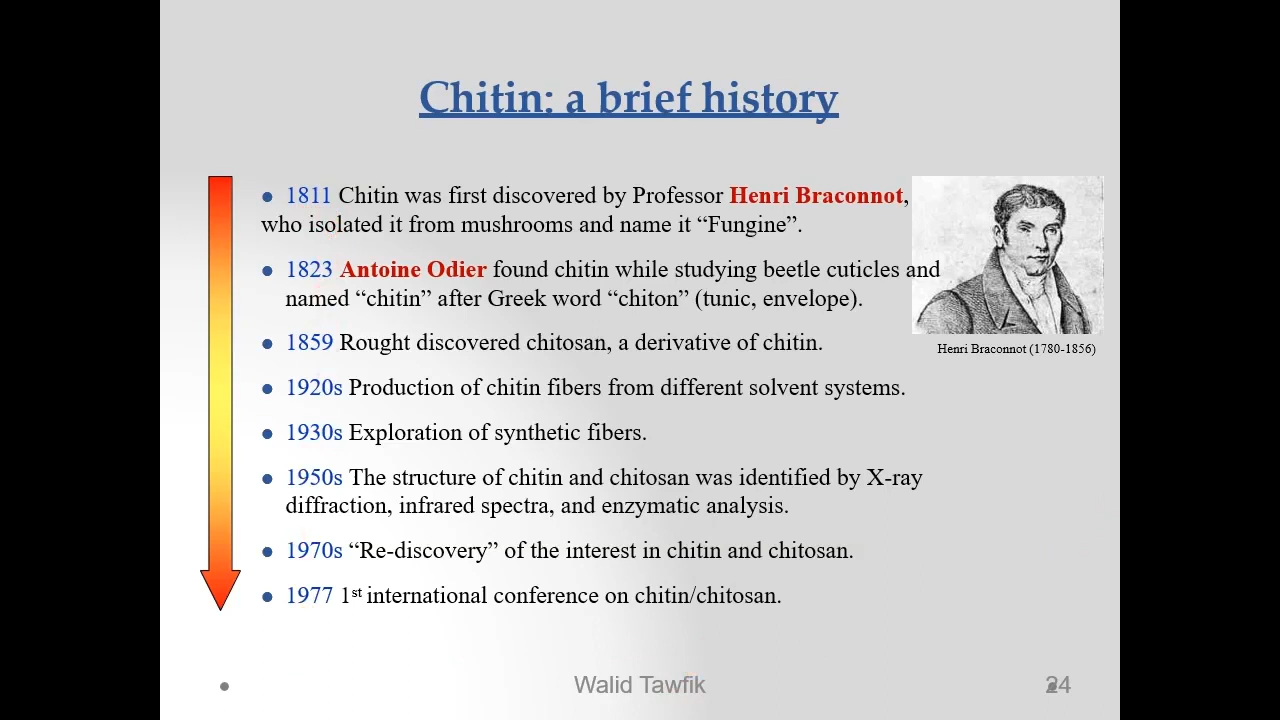 Chitin: a brief history
● 1811 Chitin was first discovered by Professor Henri Braconnot,
who isolated it from mushrooms and name it “Fungine”.
● 1823 Antoine Odier found chitin while studying beetle cuticles and
named “chitin” after Greek word “chiton” (tunic, envelope).
● 1859 Rought discovered chitosan, a derivative of chitin.
● 1920s Production of chitin fibers from different solvent systems.
● 1930s Exploration of synthetic fibers.
● 1950s The structure of chitin and chitosan was identified by X-ray
diffraction, infrared spectra, and enzymatic analysis.
● 1970s “Re-discovery” of the interest in chitin and chitosan.
● 1977 1st international conference on chitin/chitosan.
Henri Braconnot (1780-1856)
Walid Tawfik
24